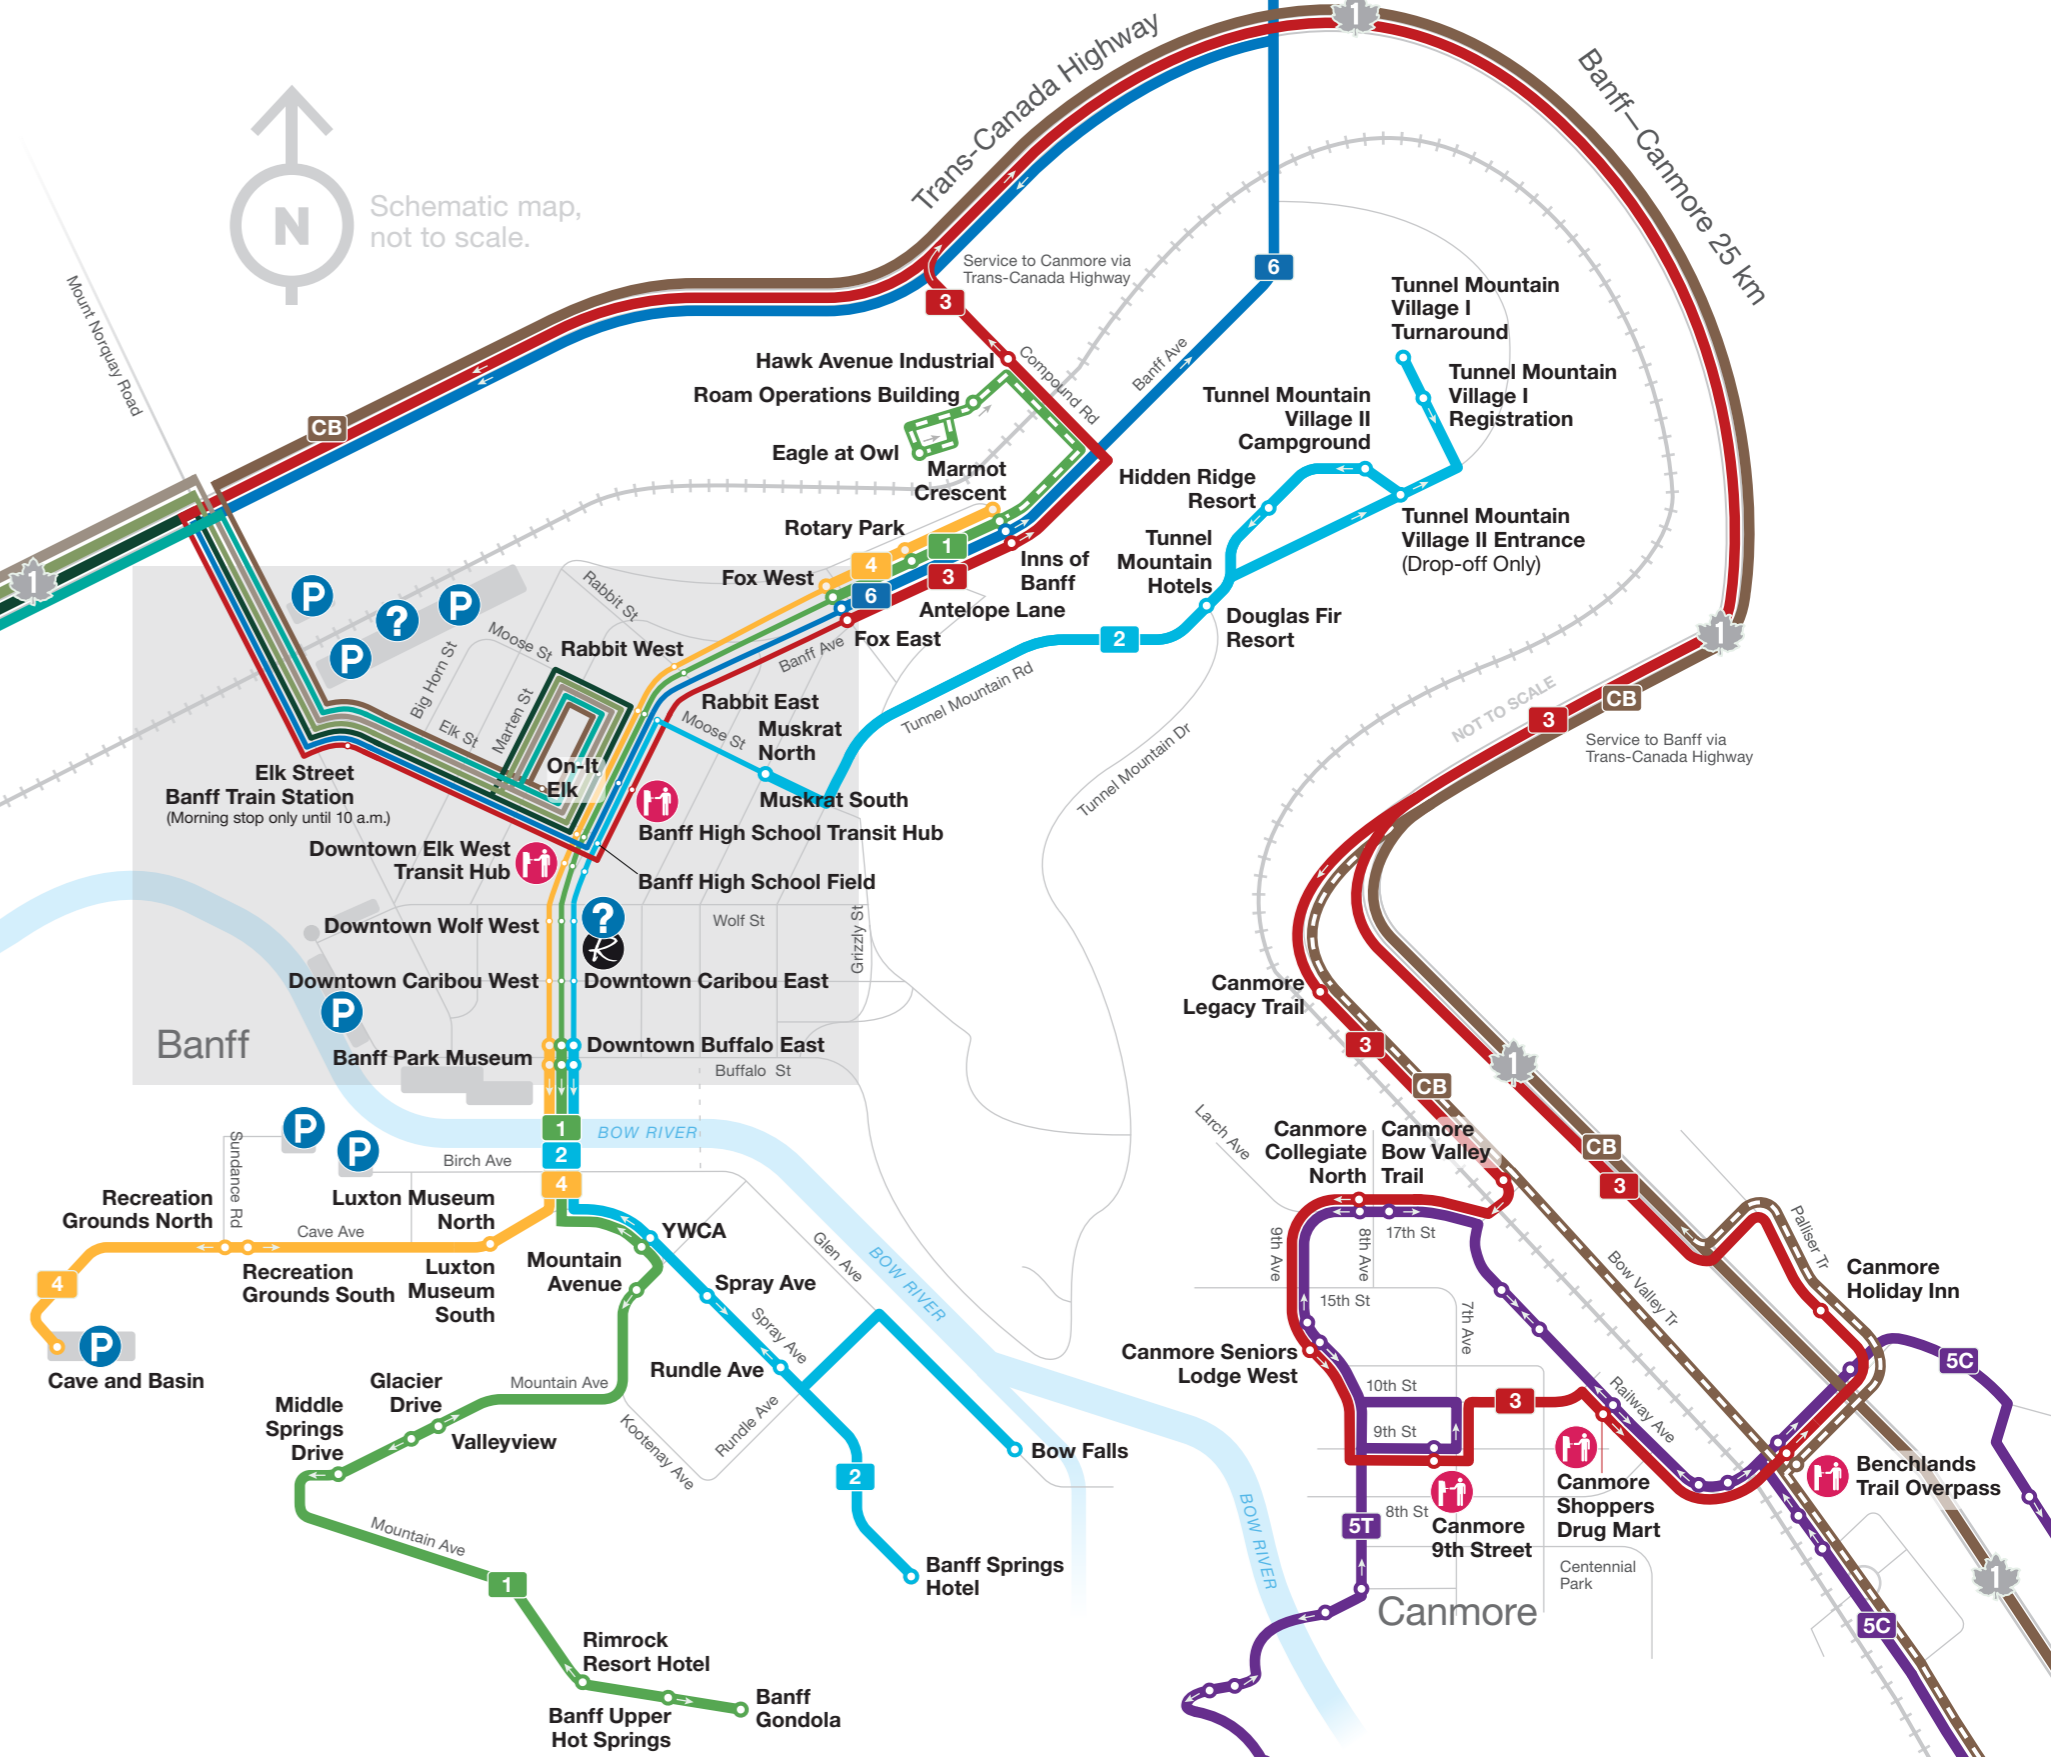 1
Trans-Canada Highway
Banff—Canmore 25 km
N
Schematic map,
not to scale.
Mount Norquay Road
Service to Canmore via
Trans-Canada Highway
6
3
Tunnel Mountain
Village I
Turnaround
Hawk Avenue Industrial
Compound Rd
Banff Ave
Roam Operations Building
Tunnel Mountain
Village I
Registration
Tunnel Mountain
Village II
Campground
CB
Eagle at Owl
Marmot
Crescent
Hidden Ridge
Resort
Rotary Park
Tunnel Mountain
Village II Entrance
(Drop-off Only)
Tunnel
Mountain
Hotels
1
4
1
Inns of
Banff
Fox West
3
6
Antelope Lane
P
P
?
P
Rabbit St
Moose St
Big Horn St
Rabbit West
Fox East
Banff Ave
2
Douglas Fir
Resort
1
Marten St
Elk St
Rabbit East
Moose St
Muskrat
North
Tunnel Mountain Rd
Tunnel Mountain Dr
NOT TO SCALE
CB
3
Service to Banff via
Trans-Canada Highway
On-It
Elk
Elk Street
Banff Train Station
(Morning stop only until 10 a.m.)
Muskrat South
Banff High School Transit Hub
Downtown Elk West
Transit Hub
Banff High School Field
Downtown Wolf West
?
R
Wolf St
Grizzly St
Downtown Caribou West
Downtown Caribou East
P
Banff
Banff Park Museum
Downtown Buffalo East
Buffalo St
Canmore
Legacy Trail
3
CB
1
P
P
1
2
4
BOW RIVER
Birch Ave
Sundance Rd
Larch Ave
Canmore
Collegiate
North
Canmore
Bow Valley
Trail
CB
3
Recreation
Grounds North
Luxton Museum
North
Cave Ave
YWCA
Glen Ave
BOW RIVER
9th Ave
8th Ave
17th St
Bow Valley Tr
Palliser Tr
Canmore
Holiday Inn
4
Recreation
Grounds South
Luxton
Museum
South
Mountain
Avenue
Spray Ave
Spray Ave
15th St
7th Ave
P
Cave and Basin
Rundle Ave
Canmore Seniors
Lodge West
5C
Glacier
Drive
Mountain Ave
10th St
3
Railway Ave
Middle
Springs
Drive
Valleyview
Kootenay Ave
Rundle Ave
9th St
Bow Falls
2
Benchlands
Trail Overpass
Canmore
Shoppers
Drug Mart
BOW RIVER
5T
8th St
Canmore
9th Street
Mountain Ave
1
Banff Springs
Hotel
Centennial
Park
1
Canmore
5C
Rimrock
Resort Hotel
Banff Upper
Hot Springs
Banff
Gondola